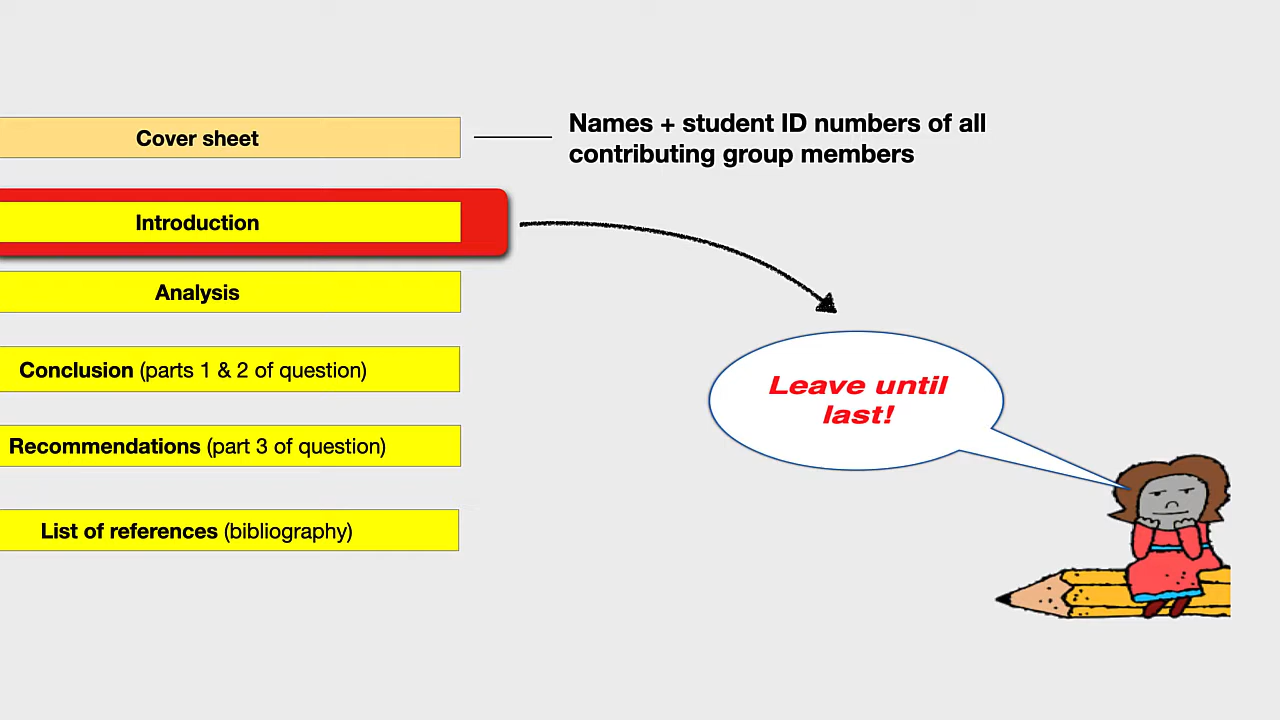 Cover sheet
Names + student ID numbers of all
contributing group members
Introduction
Analysis
Conclusion (parts 1 & 2 of question)
Recommendations (part 3 of question)
List of references (bibliography)
Leave until
last!